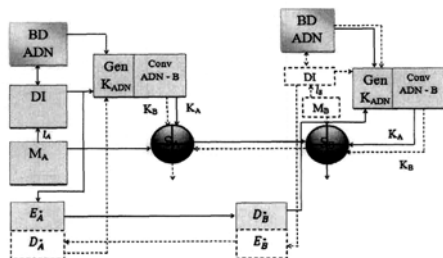 BD
ADN
Gen
K_ADN
Conv
ADN - B
DI
I_A
M_A
K_B
K_A
E_A^*
D_A^*
BD
ADN
DI
I_B
M_B
Gen
K_ADN
Conv
ADN - B
K_A
K_B
D_B^*
E_B^*